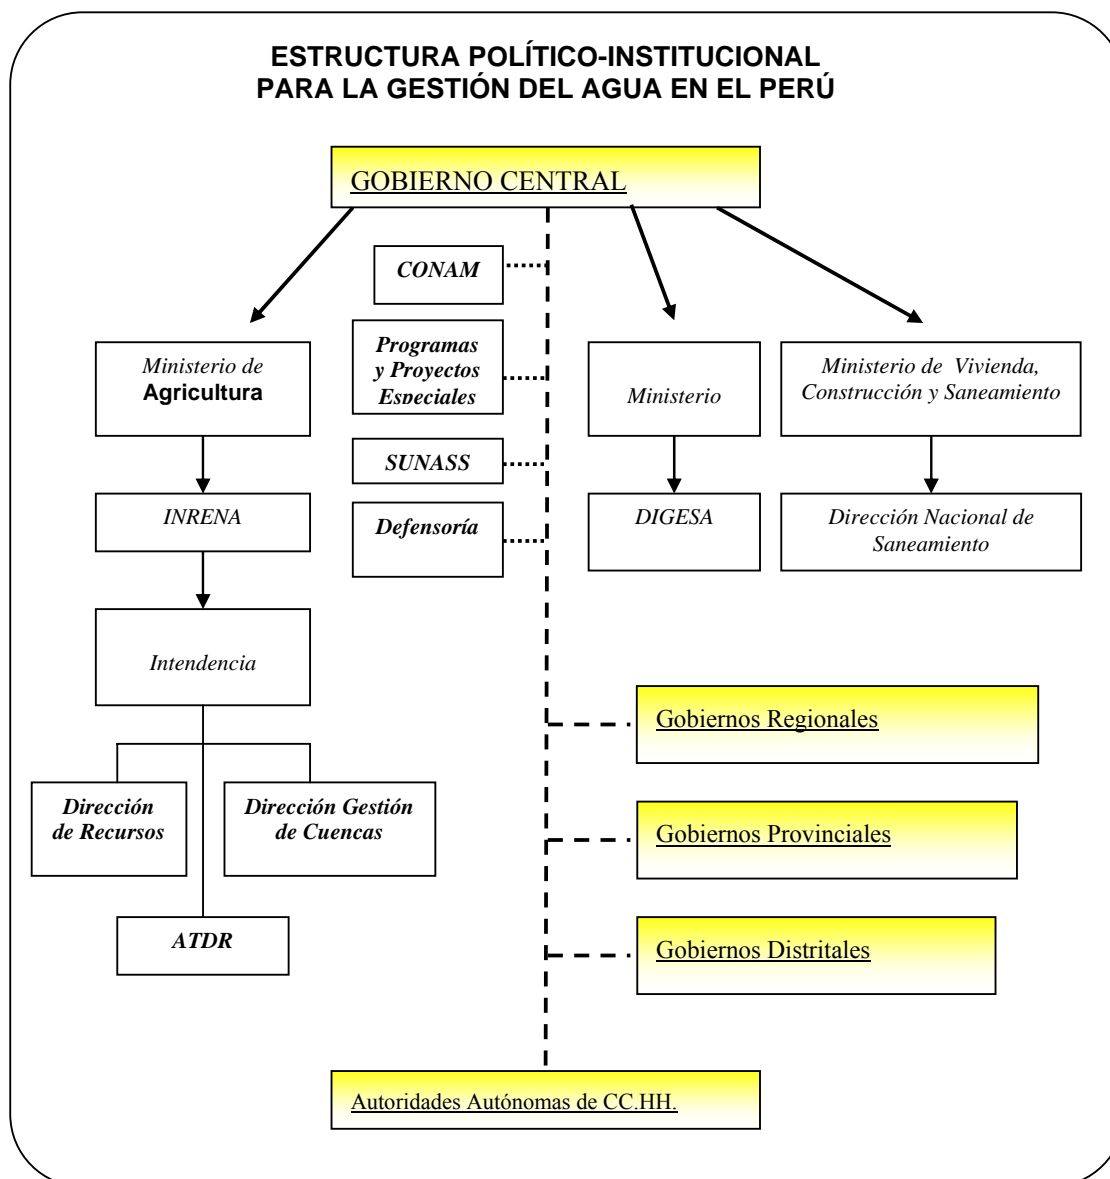 ESTRUCTURA POLÍTICO-INSTITUCIONAL
PARA LA GESTIÓN DEL AGUA EN EL PERÚ
GOBIERNO CENTRAL
CONAM
Programas
y Proyectos
Especiales
SUNASS
Defensoría
Ministerio de
Agricultura
INRENA
Intendencia
Dirección
de Recursos
Dirección Gestión
de Cuencas
ATDR
Ministerio
DIGESA
Ministerio de Vivienda,
Construcción y Saneamiento
Dirección Nacional de
Saneamiento
Gobiernos Regionales
Gobiernos Provinciales
Gobiernos Distritales
Autoridades Autónomas de CC.HH.